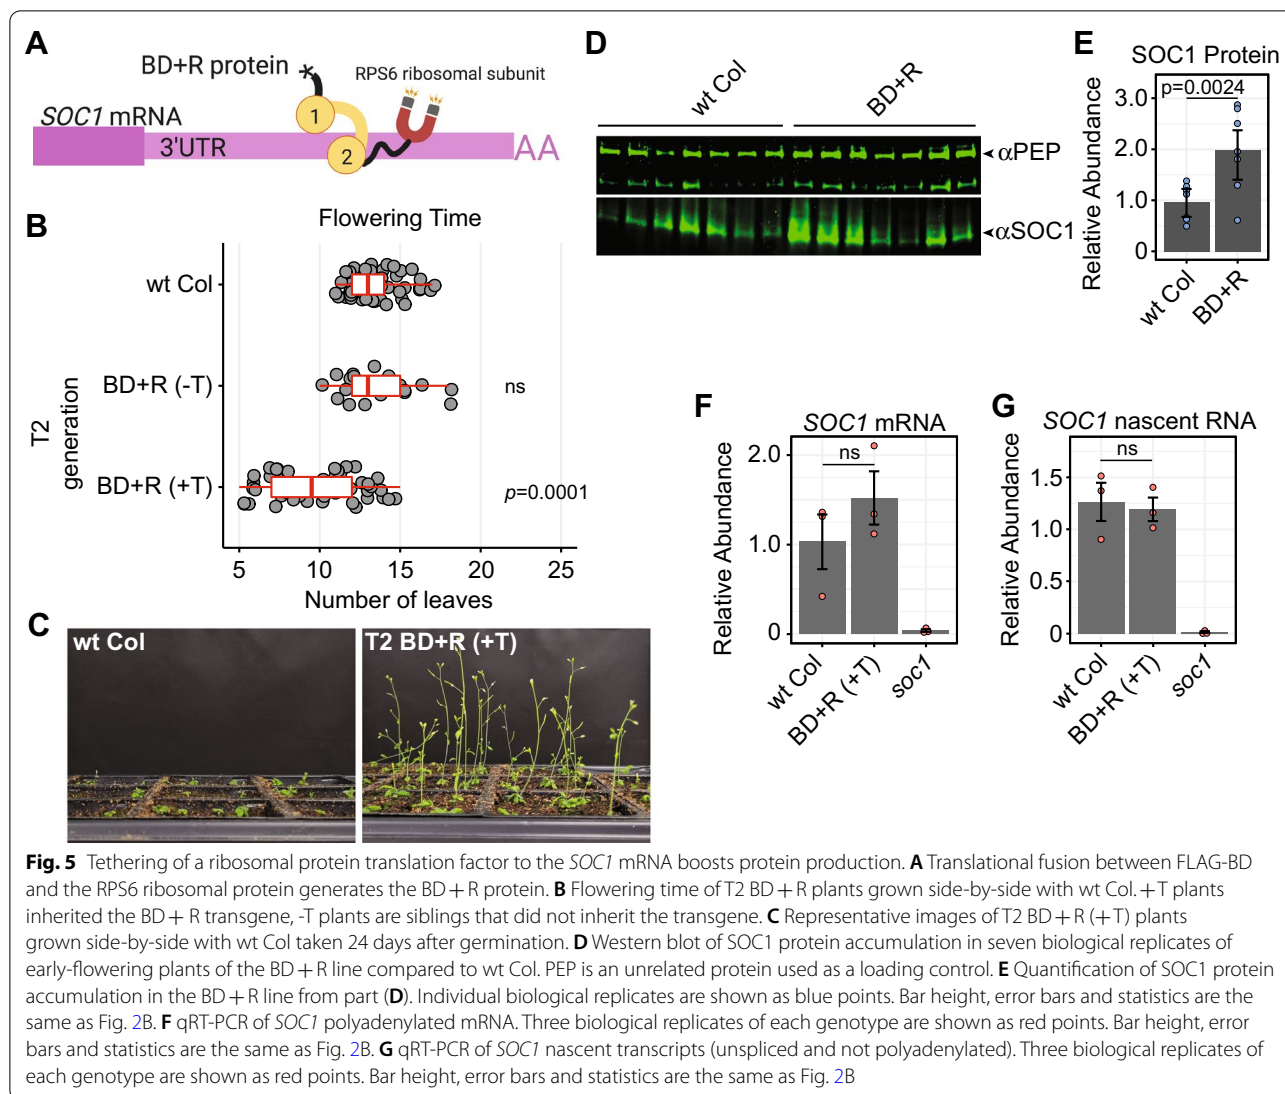 A
BD+R protein
RPS6 ribosomal subunit
SOC1 mRNA
3'UTR
1
2
AA
B
Flowering Time
wt Col
BD+R (-T)
ns
T2
generation
BD+R (+T)
p=0.0001
5
10
15
20
25
Number of leaves
C
wt Col
T2 BD+R (+T)
D
wt Col
BD+R
αPEP
αSOC1
E
SOC1 Protein
p=0.0024
3.0
2.0
1.0
0
Relative Abundance
wt Col
BD+R
F
SOC1 mRNA
ns
2.0
1.0
0
Relative Abundance
wt Col
BD+R (+T)
soc1
G
SOC1 nascent RNA
ns
1.5
1.0
0.5
0
Relative Abundance
wt Col
BD+R (+T)
soc1
Fig. 5 Tethering of a ribosomal protein translation factor to the SOC1 mRNA boosts protein production. A Translational fusion between FLAG-BD
and the RPS6 ribosomal protein generates the BD + R protein. B Flowering time of T2 BD + R plants grown side-by-side with wt Col. + T plants
inherited the BD + R transgene, -T plants are siblings that did not inherit the transgene. C Representative images of T2 BD + R (+ T) plants
grown side-by-side with wt Col taken 24 days after germination. D Western blot of SOC1 protein accumulation in seven biological replicates of
early-flowering plants of the BD + R line compared to wt Col. PEP is an unrelated protein used as a loading control. E Quantification of SOC1 protein
accumulation in the BD + R line from part (D). Individual biological replicates are shown as blue points. Bar height, error bars and statistics are the
same as Fig. 2B. F qRT-PCR of SOC1 polyadenylated mRNA. Three biological replicates of each genotype are shown as red points. Bar height, error
bars and statistics are the same as Fig. 2B. G qRT-PCR of SOC1 nascent transcripts (unspliced and not polyadenylated). Three biological replicates of
each genotype are shown as red points. Bar height, error bars and statistics are the same as Fig. 2B